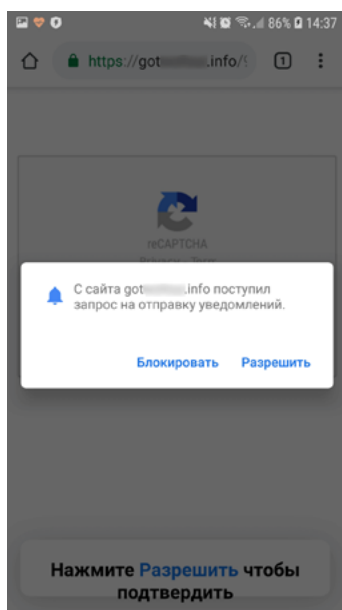 86% 14:37
https://got .info/
1
reCAPTCHA
С сайта got .info поступил
запрос на отправку уведомлений.
Блокировать Разрешить
Нажмите Разрешить чтобы
подтвердить